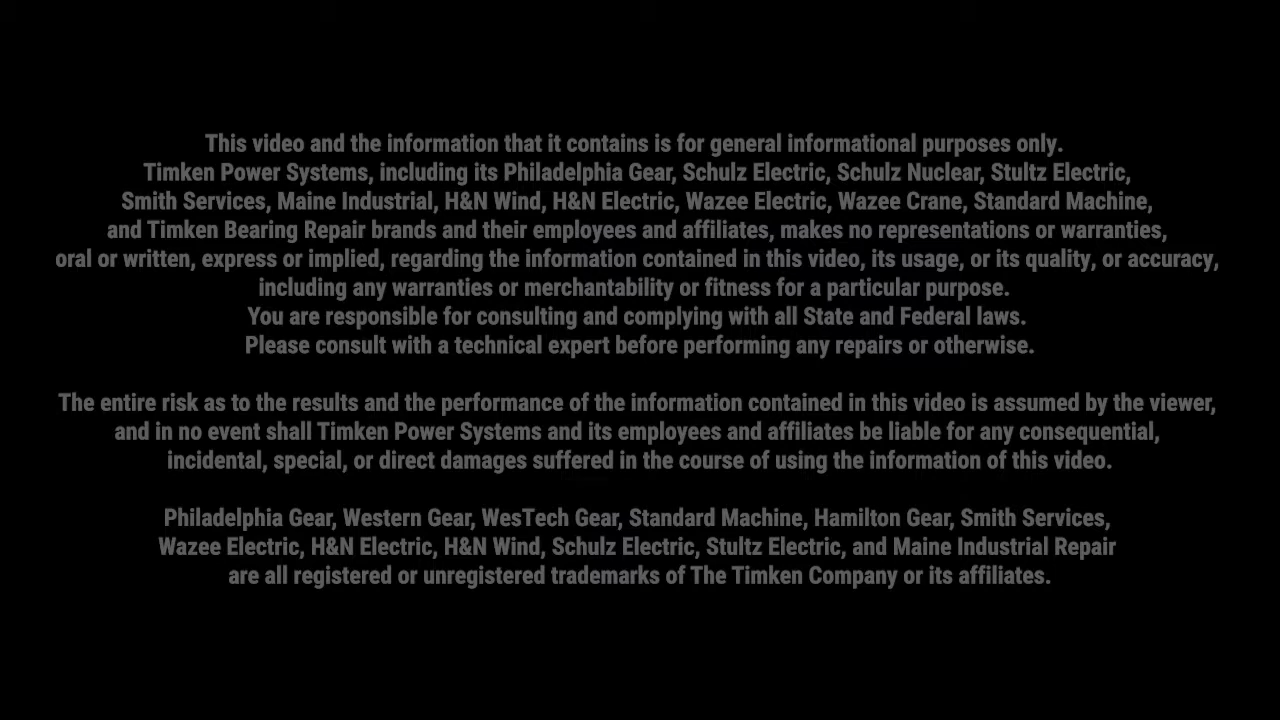 This video and the information that it contains is for general informational purposes only.
Timken Power Systems, including its Philadelphia Gear, Schulz Electric, Schulz Nuclear, Stultz Electric,
Smith Services, Maine Industrial, H&N Wind, H&N Electric, Wazee Electric, Wazee Crane, Standard Machine,
and Timken Bearing Repair brands and their employees and affiliates, makes no representations or warranties,
oral or written, express or implied, regarding the information contained in this video, its usage, or its quality, or accuracy,
including any warranties or merchantability or fitness for a particular purpose.
You are responsible for consulting and complying with all State and Federal laws.
Please consult with a technical expert before performing any repairs or otherwise.
The entire risk as to the results and the performance of the information contained in this video is assumed by the viewer,
and in no event shall Timken Power Systems and its employees and affiliates be liable for any consequential,
incidental, special, or direct damages suffered in the course of using the information of this video.
Philadelphia Gear, Western Gear, WesTech Gear, Standard Machine, Hamilton Gear, Smith Services,
Wazee Electric, H&N Electric, H&N Wind, Schulz Electric, Stultz Electric, and Maine Industrial Repair
are all registered or unregistered trademarks of The Timken Company or its affiliates.